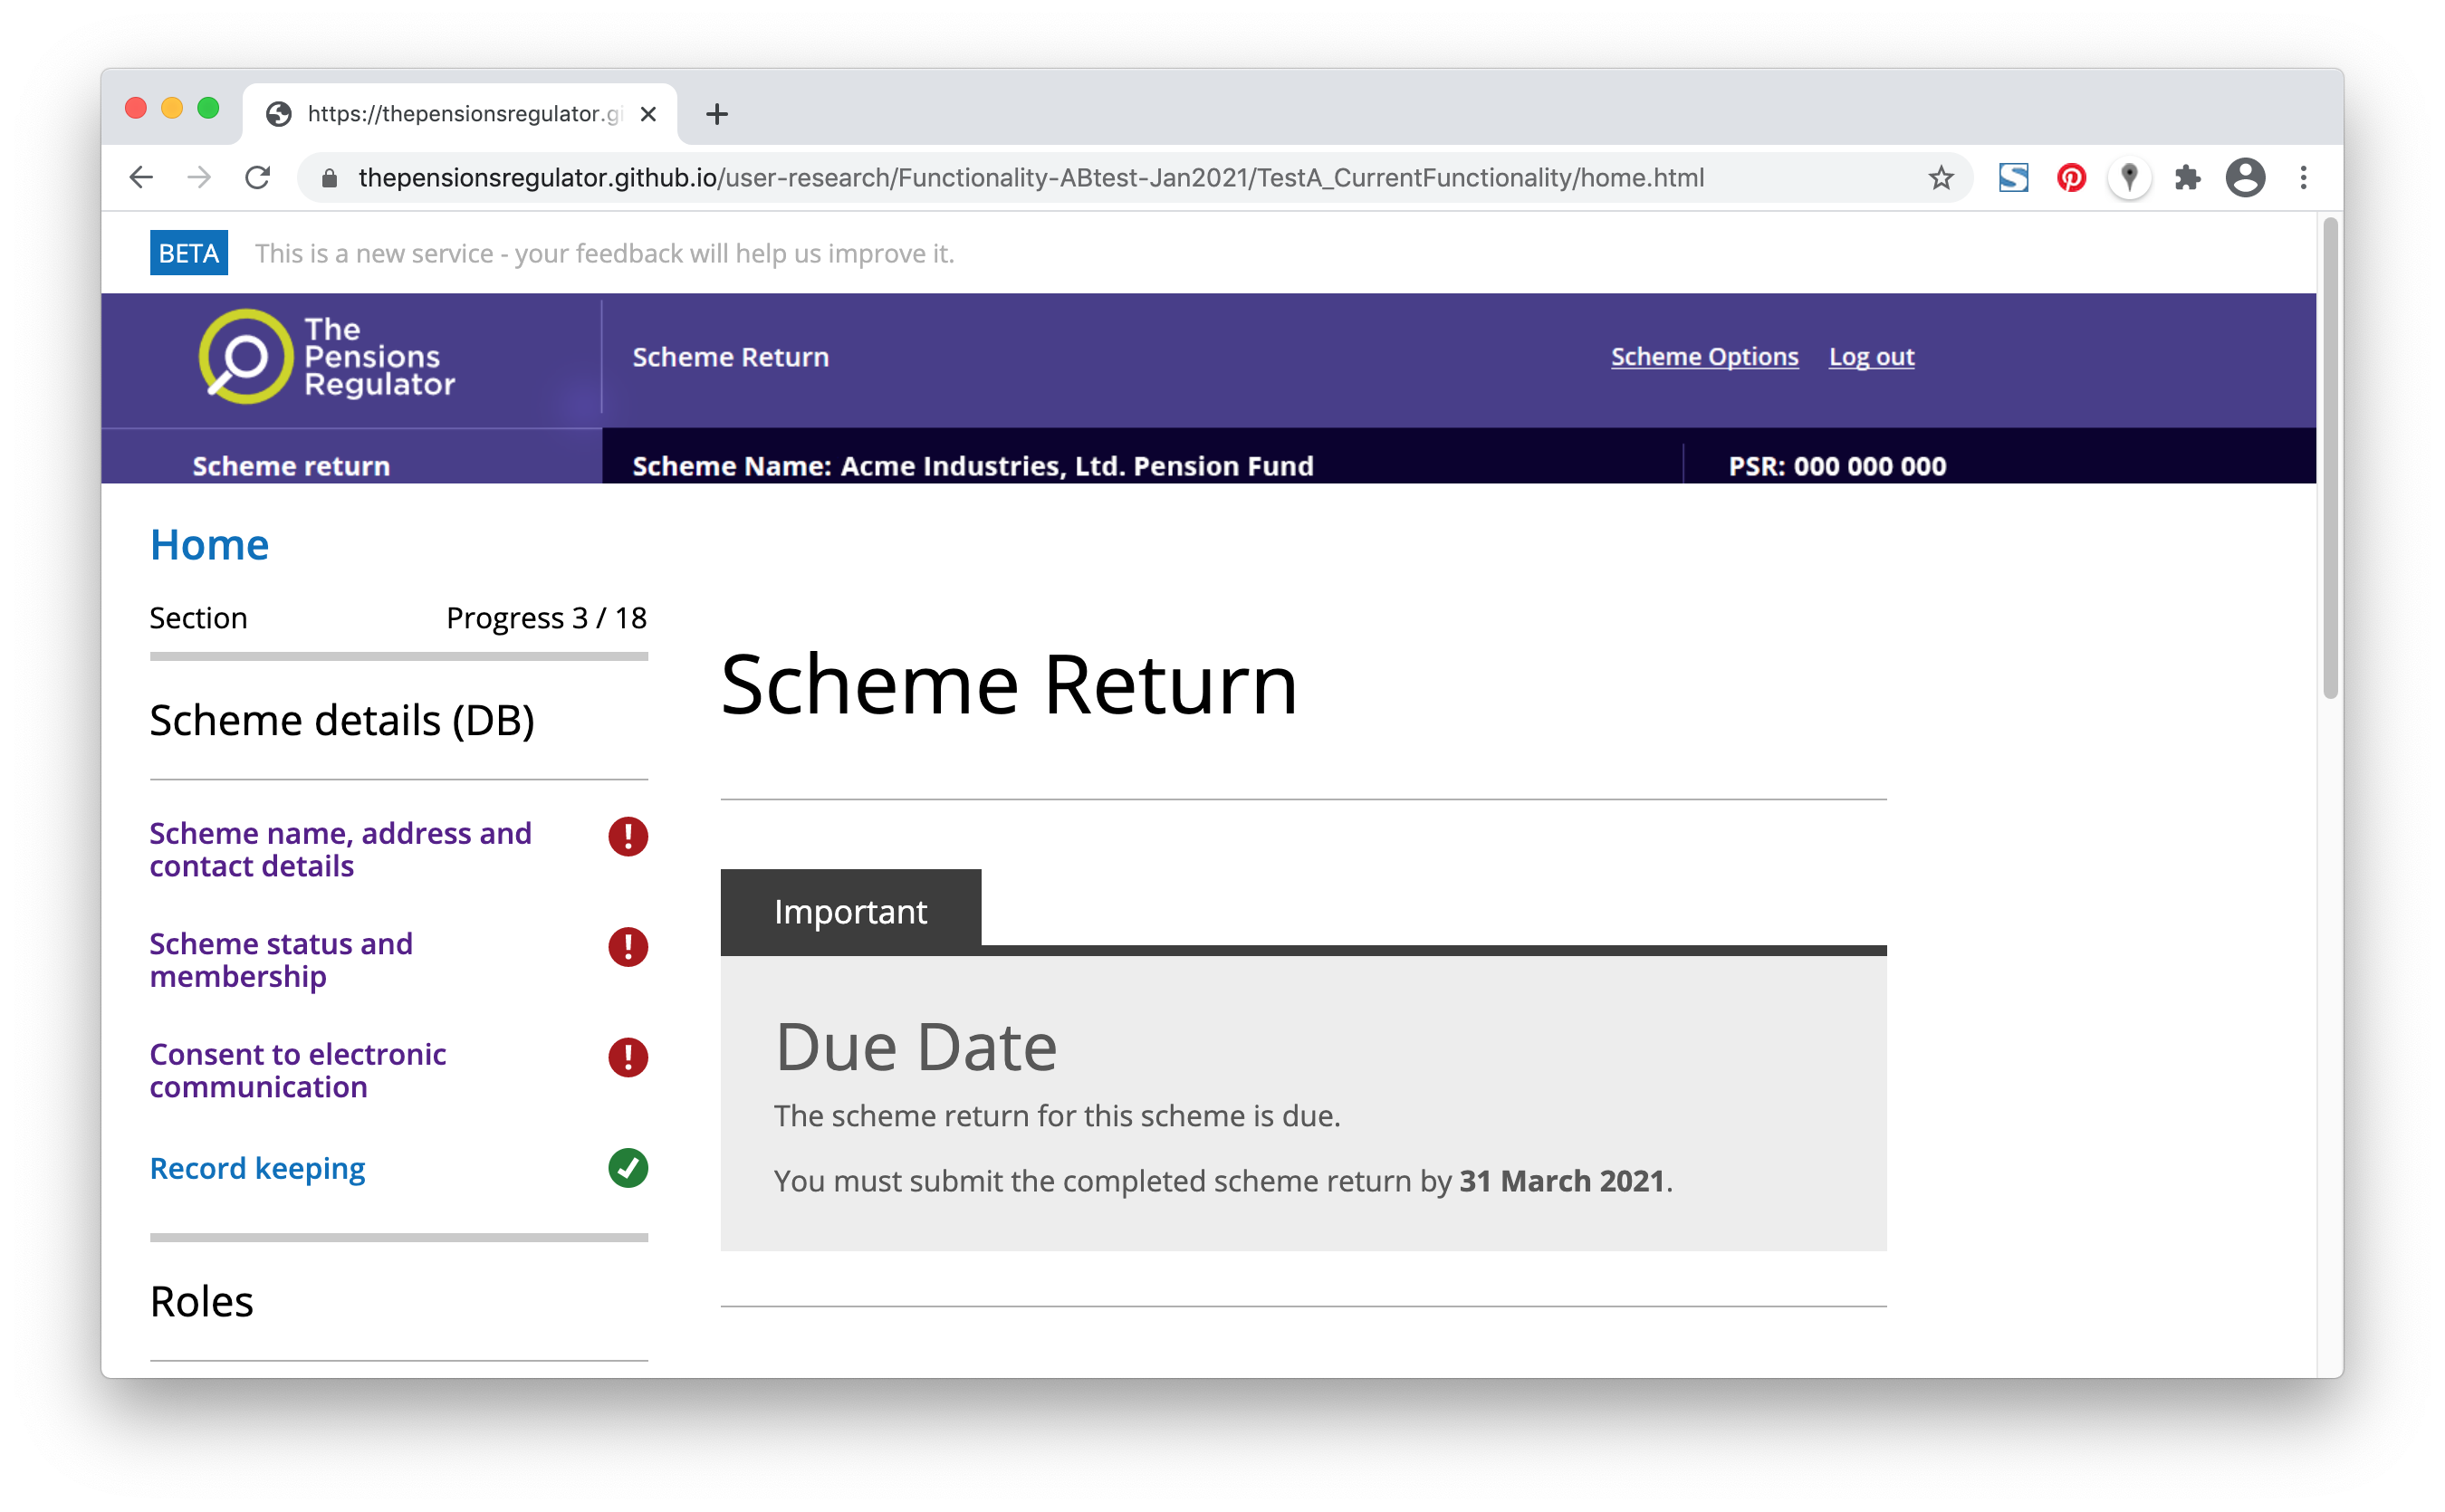 https://thepensionsregulator.gi
thepensionsregulator.github.io/user-research/Functionality-ABtest-Jan2021/TestA_CurrentFunctionality/home.html
BETA This is a new service - your feedback will help us improve it.
The
Pensions
Regulator
Scheme Return
Scheme Options Log out
Scheme return
Scheme Name: Acme Industries, Ltd. Pension Fund
PSR: 000 000 000
Home
Section Progress 3 / 18
Scheme details (DB)
Scheme name, address and
contact details
Scheme status and
membership
Consent to electronic
communication
Record keeping
Roles
Scheme Return
Important
Due Date
The scheme return for this scheme is due.
You must submit the completed scheme return by 31 March 2021.